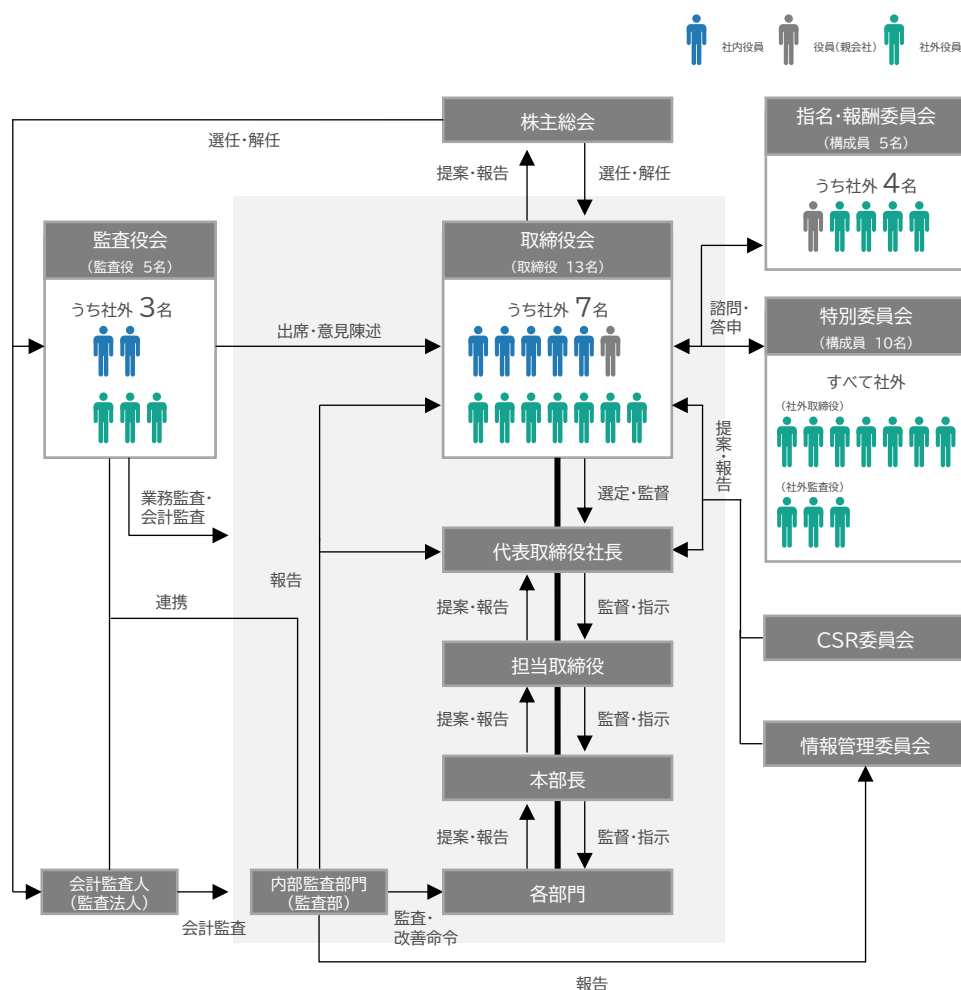 社内役員
役員(親会社)
社外役員
株主総会
指名・報酬委員会
(構成員 5名)
うち社外 4名
選任・解任
提案・報告
選任・解任
監査役会
(監査役 5名)
うち社外 3名
取締役会
(取締役 13名)
うち社外 7名
出席・意見陳述
諮問・
答申
特別委員会
(構成員 10名)
すべて社外
(社外取締役)
(社外監査役)
提案・報告
業務監査・
会計監査
選定・監督
代表取締役社長
報告
連携
提案・報告
監督・指示
担当取締役
CSR委員会
提案・報告
監督・指示
情報管理委員会
本部長
提案・報告
監督・指示
会計監査人
(監査法人)
会計監査
内部監査部門
(監査部)
監査・
改善命令
各部門
報告